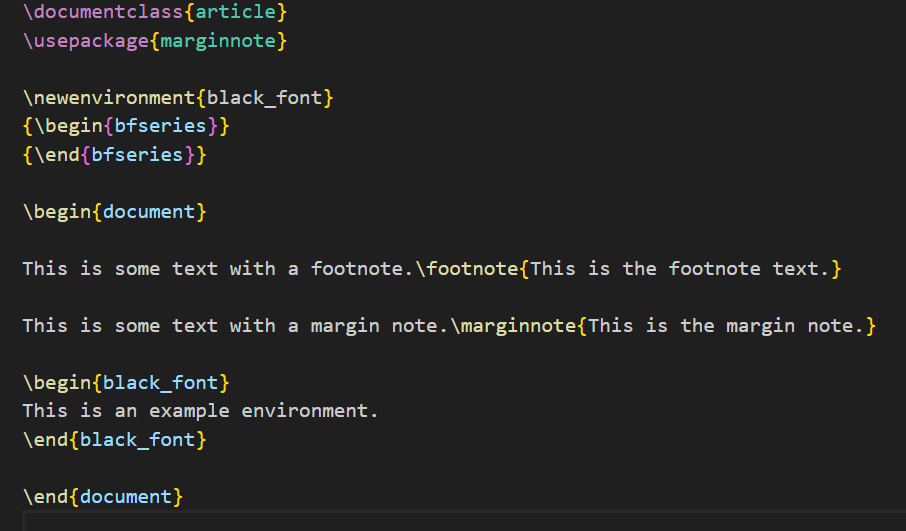 \documentclass{article}
\usepackage{marginnote}
\newenvironment{black_font}
{\begin{bfseries}}
{\end{bfseries}}
\begin{document}
This is some text with a footnote.\footnote{This is the footnote text.}
This is some text with a margin note.\marginnote{This is the margin note.}
\begin{black_font}
This is an example environment.
\end{black_font}
\end{document}